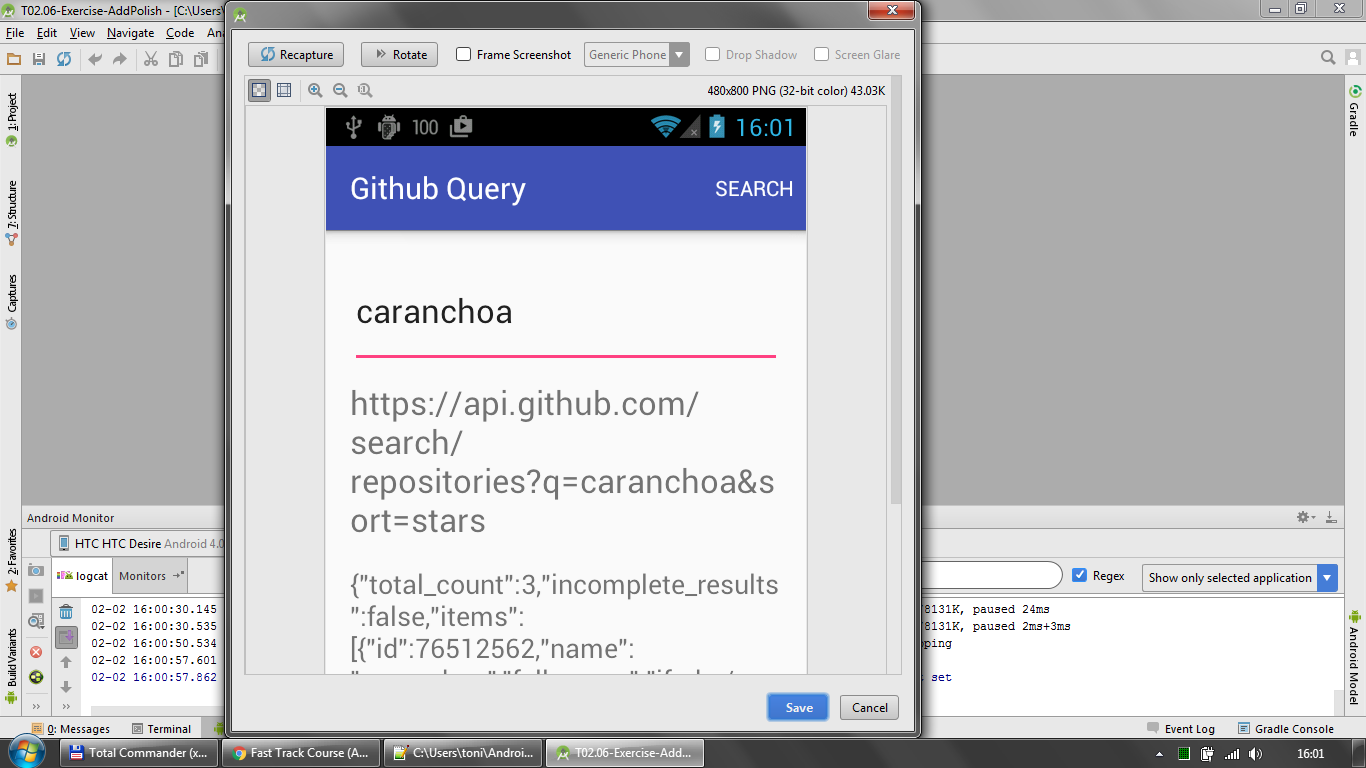 T02.06-Exercise-AddPolish - [C:\Users\
File Edit View Navigate Code
Recapture Rotate Frame Screenshot Generic Phone Drop Shadow Screen Glare
480x800 PNG (32-bit color) 43.03K
100 16:01
Github Query SEARCH
caranchoa
https://api.github.com/
search/
repositories?q=caranchoa&s
ort=stars
{"total_count":3,"incomplete_results
":false,"items":
[{"id":76512562,"name":
Save Cancel
1: Project
7: Structure
Captures
2: Favorites
Build Variants
Gradle
Android Model
Android Monitor
HTC HTC Desire Android 4.0
logcat Monitors
Regex Show only selected application
02-02 16:00:30.145 8131K, paused 24ms
02-02 16:00:30.535 8131K, paused 2ms+3ms
02-02 16:00:50.534 pping
02-02 16:00:57.601
02-02 16:00:57.862 set
0: Messages Terminal Event Log Gradle Console
Total Commander (x... Fast Track Course (A... C:\Users\toni\Androi... T02.06-Exercise-Add... 16:01